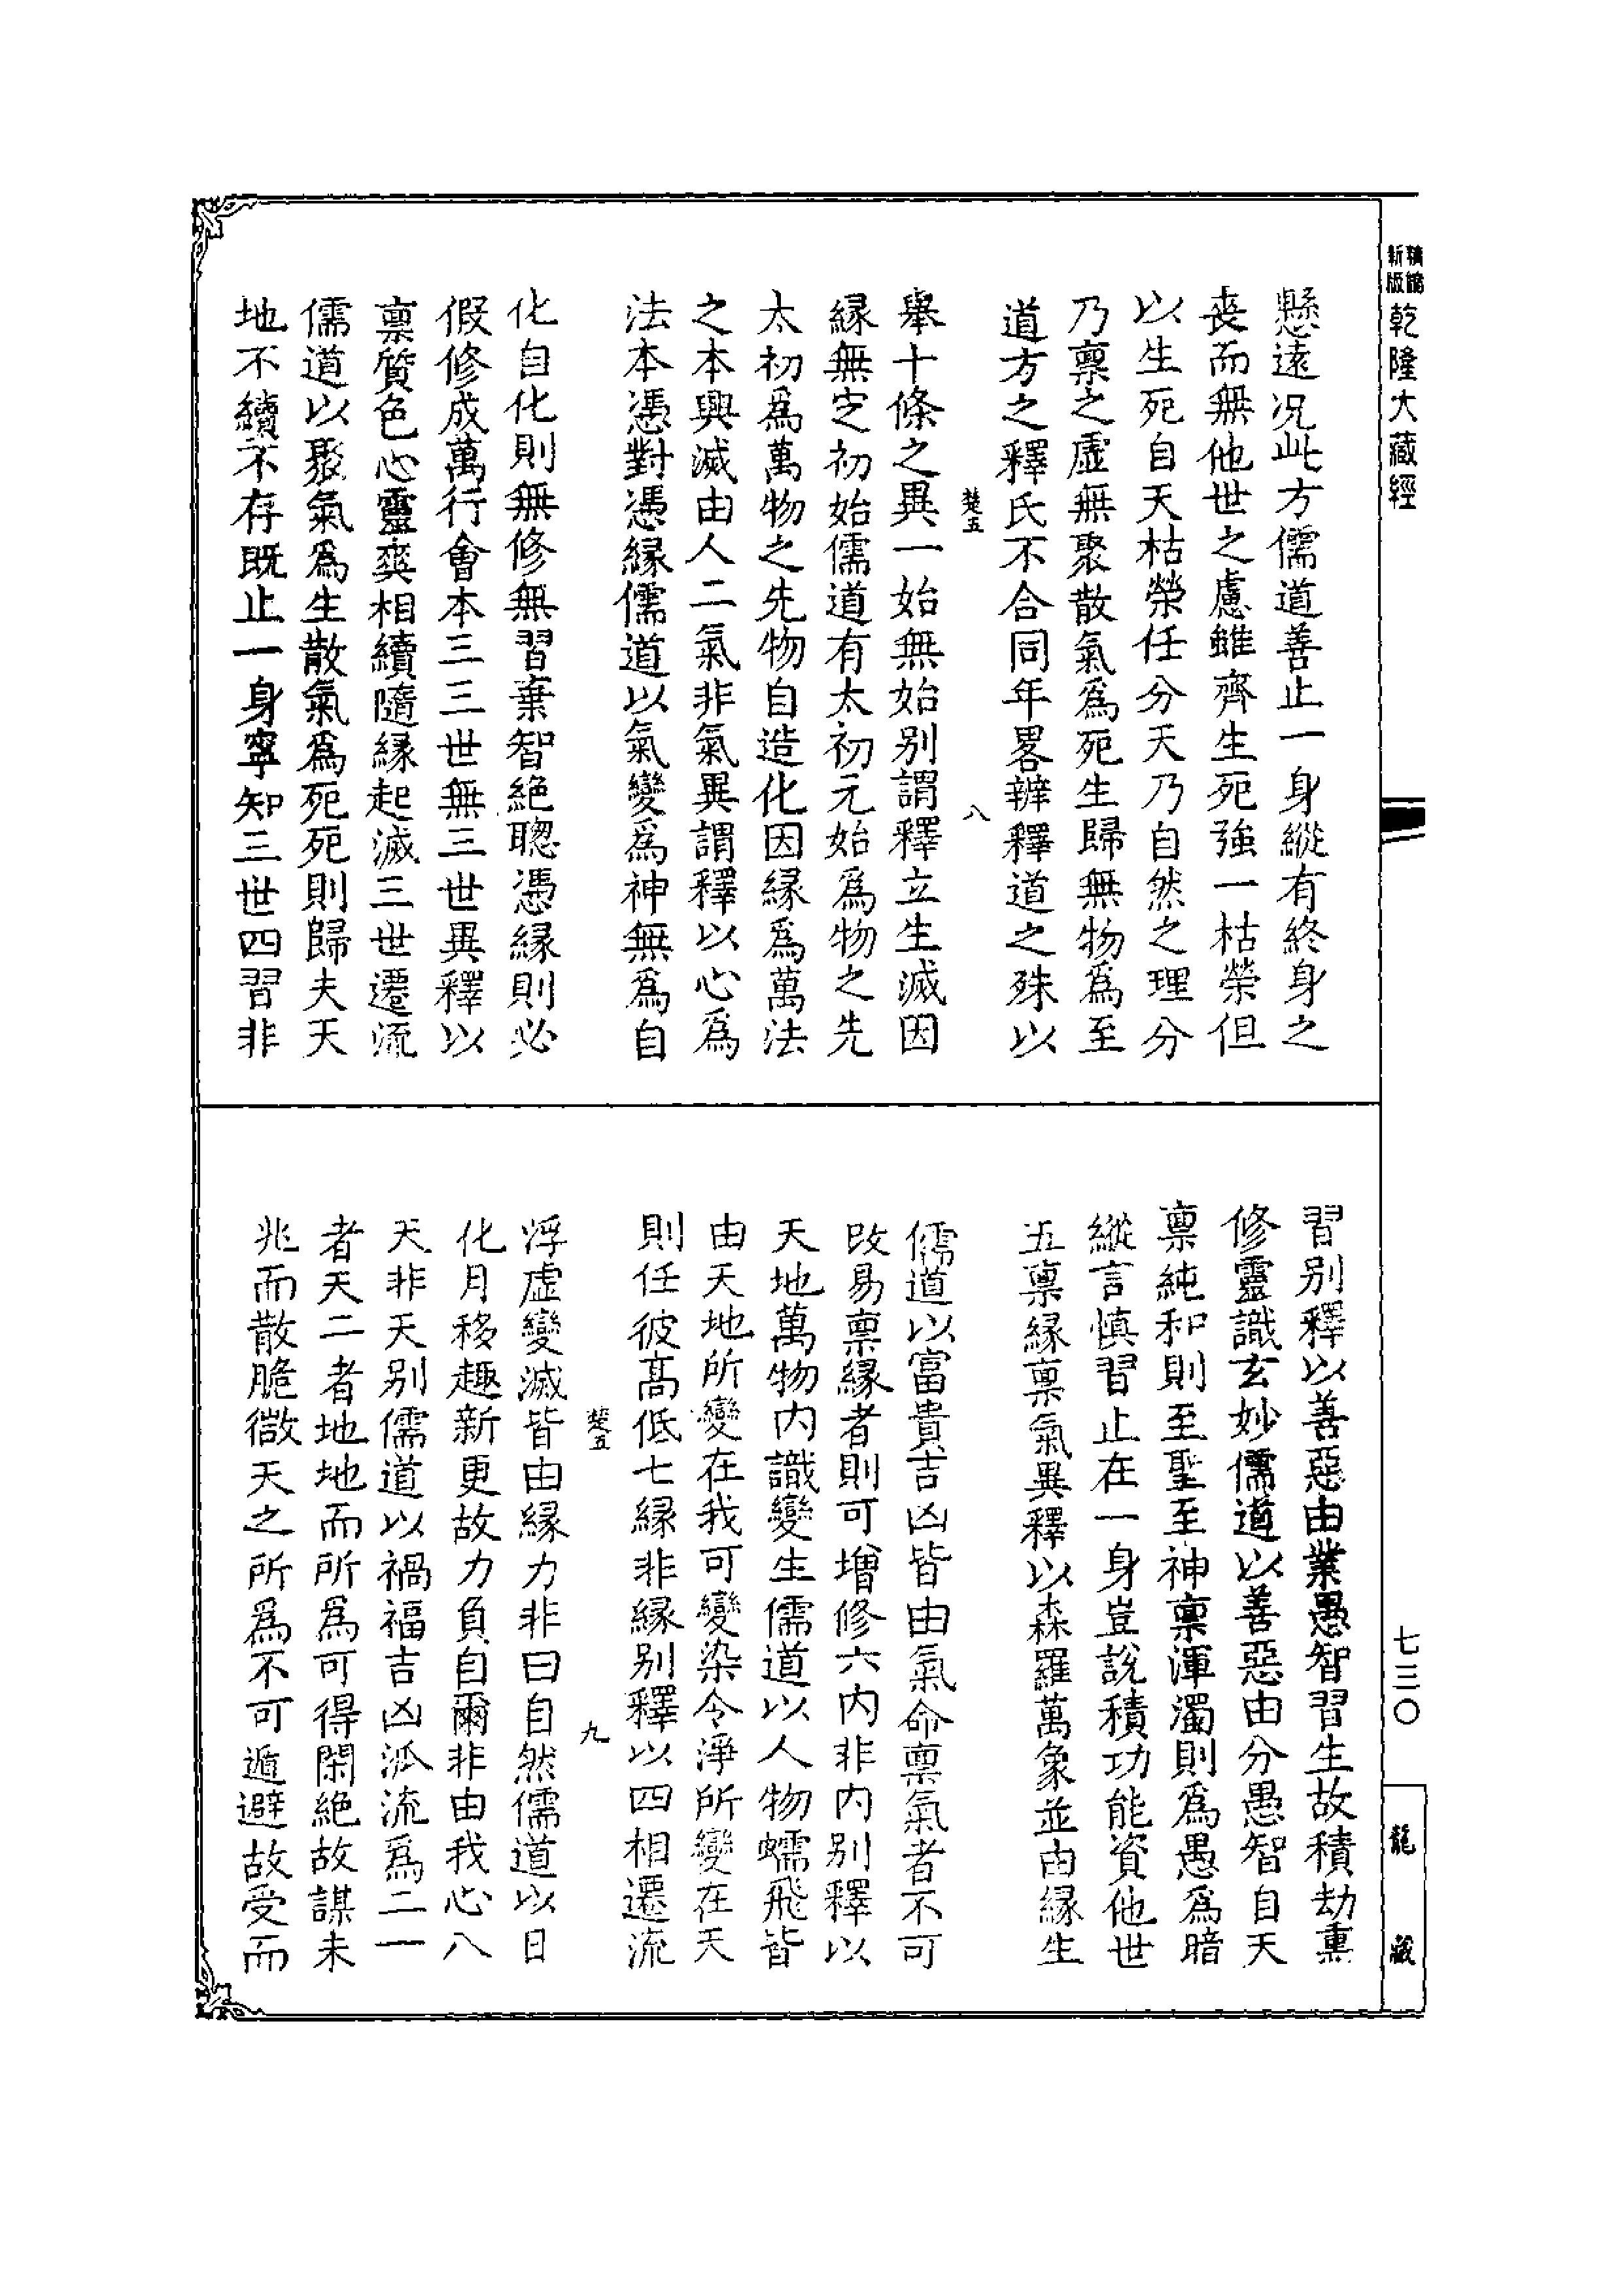 新版精縮
乾隆大藏經
懸遠况此方儒道善止一身縱有終身之
喪而無他世之慮雖齊生死強一枯榮但
以生死自天枯榮任分天乃自然之理分
乃稟之虛無聚散氣爲死生歸無物爲至
道方之釋氏不合同年畧辯釋道之殊以
楚五
八
舉十條之異一始無始別謂釋立生滅因
縁無定初始儒道有太初元始爲物之先
太初爲萬物之先物自造化因緣爲萬法
之本興滅由人二氣非氣異謂釋以心爲
法本憑對憑緣儒道以氣變爲神無爲自
化自化則無修無習棄智絶聰憑緣則必
假修成萬行會本三三世無三世異釋以
稟質色心靈爽相續隨緣起滅三世遷流
儒道以聚氣爲生散氣爲死死則歸夫天
地不續不存既止一身寧知三世四習非
習別釋以善惡由業愚智習生故積劫熏
修靈識玄妙儒道以善惡由分愚智自天
稟純和則至聖至神稟渾濁則爲愚爲暗
縱言慎習止在一身豈說積功能資他世
五稟緣稟氣異釋以森羅萬象並由緣生
儒道以富貴吉凶皆由氣命稟氣者不可
改易稟緣者則可增修六內非內別釋以
天地萬物內識變生儒道以人物蠕飛皆
由天地所變在我可變染令淨所變在天
則任彼髙低七緣非緣別釋以四相遷流
楚五
九
浮虛變滅皆由緣力非曰自然儒道以日
化月移趣新更故力負自爾非由我心八
天非天別儒道以禍福吉凶派流爲二一
者天二者地地而所爲可得閑絶故謀未
兆而散脆微天之所爲不可遁避故受而
七三〇
龍藏